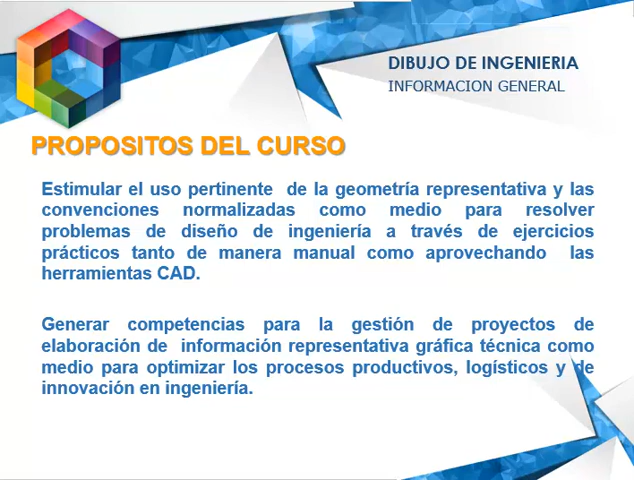 DIBUJO DE INGENIERIA
INFORMACION GENERAL
PROPOSITOS DEL CURSO
Estimular el uso pertinente de la geometría representativa y las
convenciones normalizadas como medio para resolver
problemas de diseño de ingeniería a través de ejercicios
prácticos tanto de manera manual como aprovechando las
herramientas CAD.
Generar competencias para la gestión de proyectos de
elaboración de información representativa gráfica técnica como
medio para optimizar los procesos productivos, logísticos y de
innovación en ingeniería.